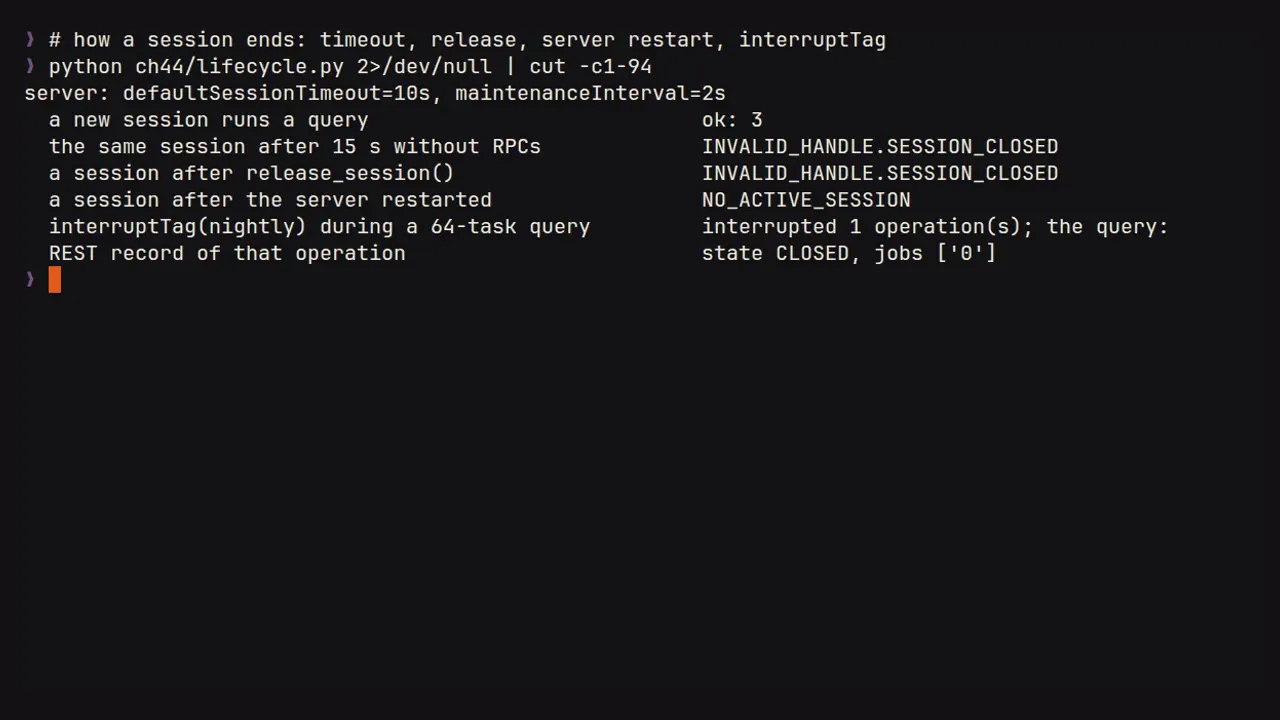 ❯ # how a session ends: timeout, release, server restart, interruptTag
❯ python ch44/lifecycle.py 2>/dev/null | cut -c1-94
server: defaultSessionTimeout=10s, maintenanceInterval=2s
  a new session runs a query                           ok: 3
  the same session after 15 s without RPCs             INVALID_HANDLE.SESSION_CLOSED
  a session after release_session()                    INVALID_HANDLE.SESSION_CLOSED
  a session after the server restarted                 NO_ACTIVE_SESSION
  interruptTag(nightly) during a 64-task query         interrupted 1 operation(s); the query:
  REST record of that operation                        state CLOSED, jobs ['0']
❯